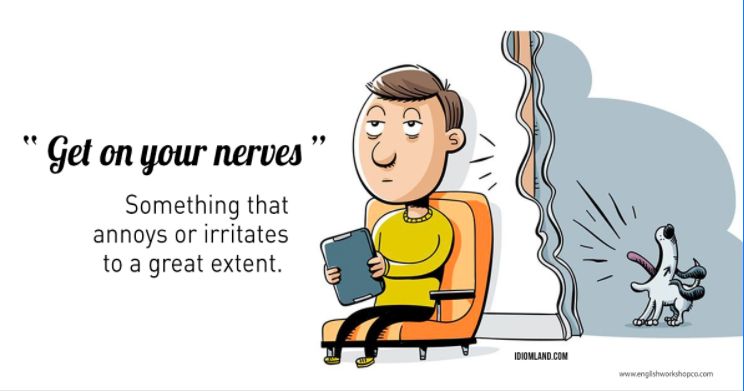 “ Get on your nerves ”
Something that
annoys or irritates
to a great extent.
IDIOMLAND.COM
www.englishworkshopco.com